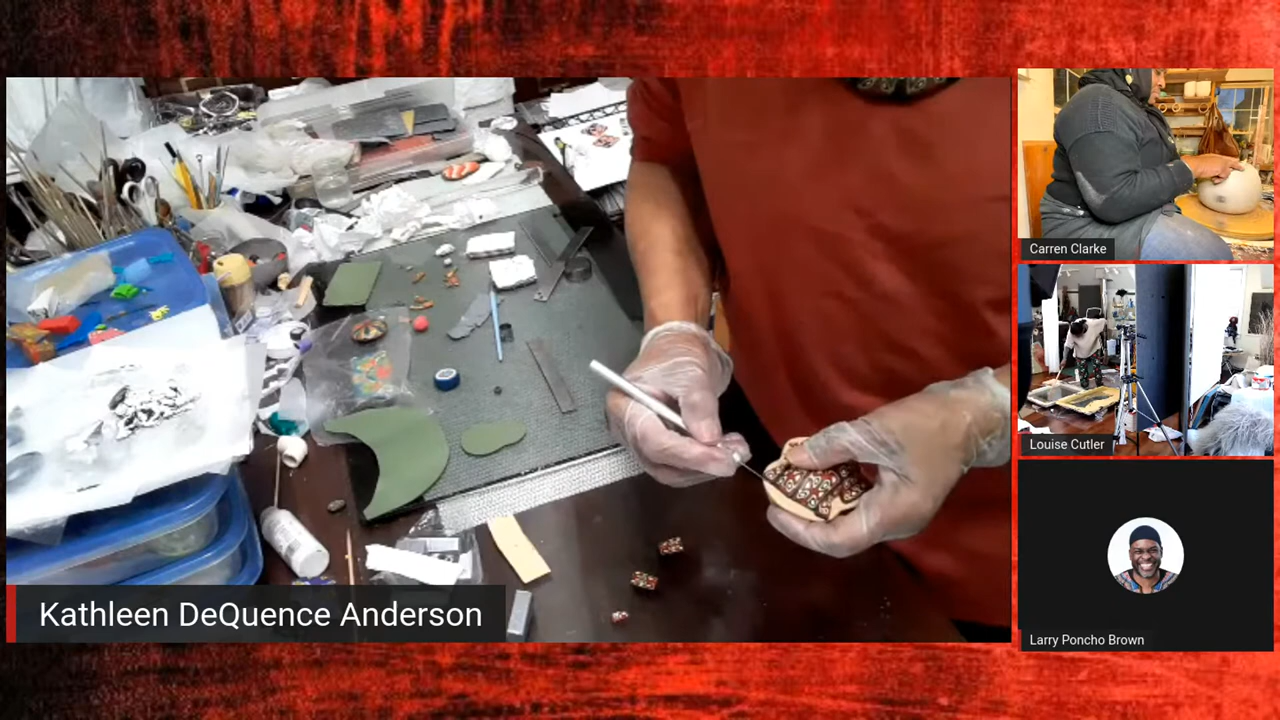 Kathleen DeQuence Anderson
Carren Clarke
Louise Cutler
Larry Poncho Brown